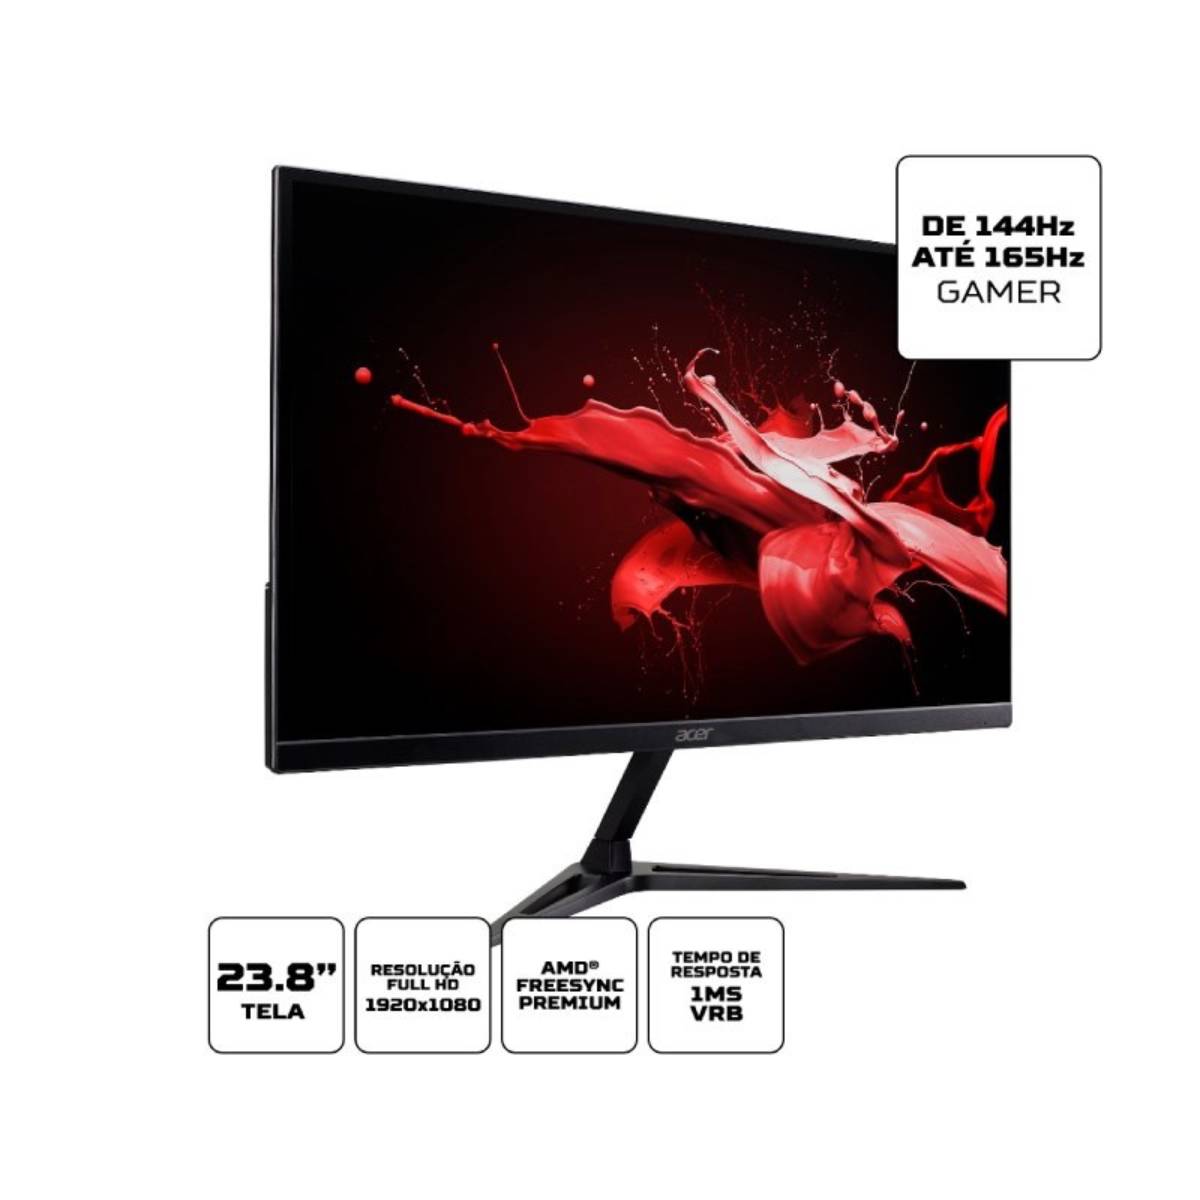 DE 144Hz
ATÉ 165Hz
GAMER
acer
23.8”
TELA
RESOLUÇÃO
FULL HD
1920x1080
AMD®
FREESYNC
PREMIUM
TEMPO DE
RESPOSTA
1MS
VRB